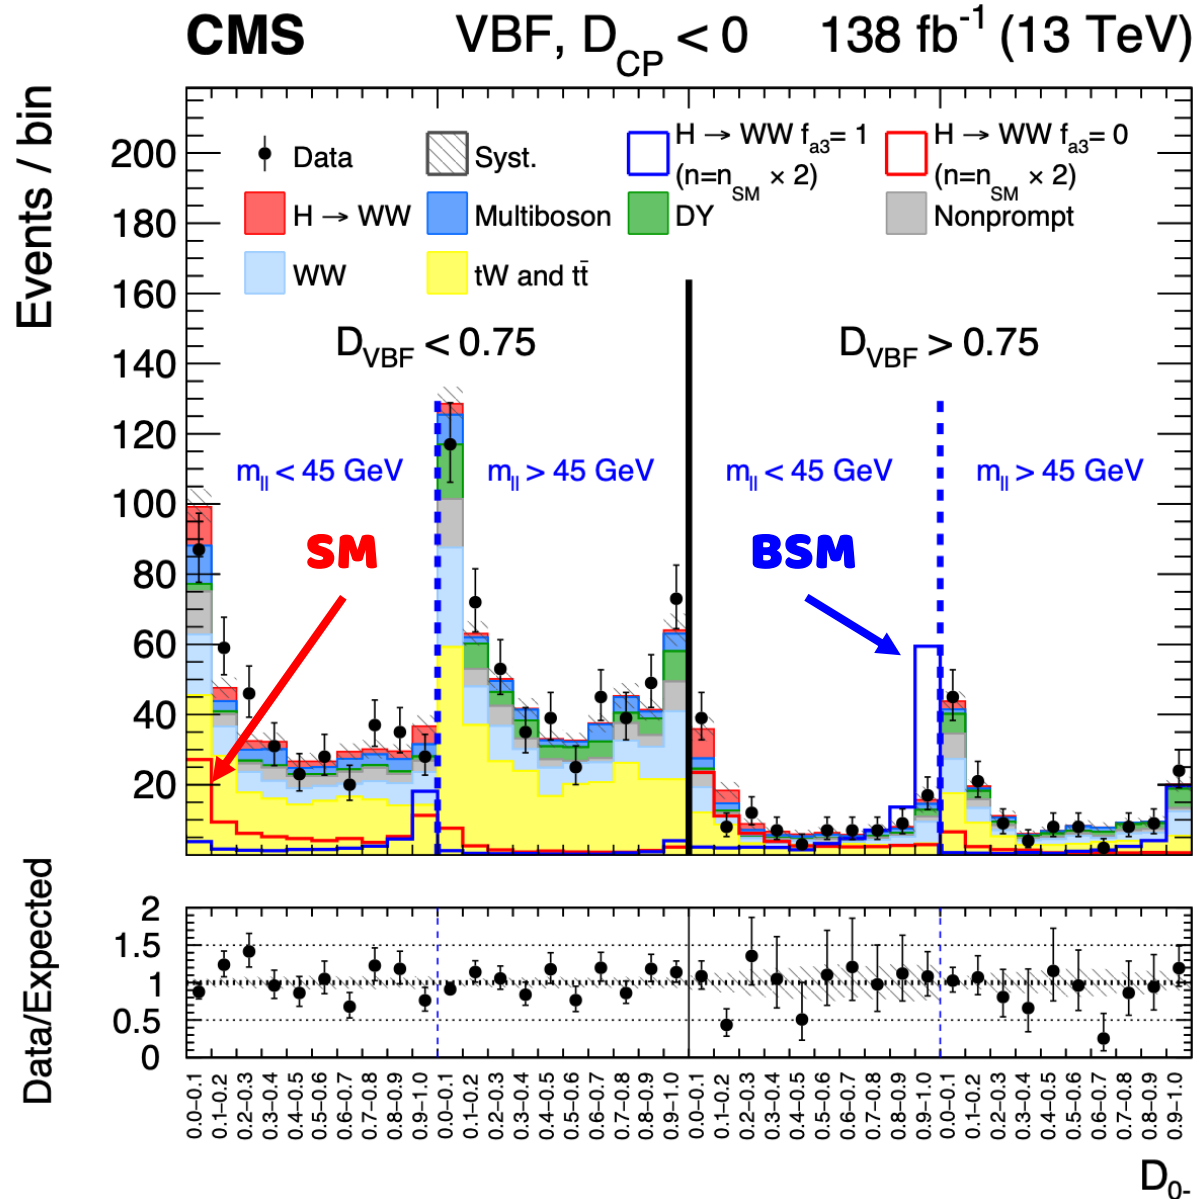 CMS VBF, D_CP < 0 138 fb⁻¹ (13 TeV)
Events / bin
200
180
160
140
120
100
80
60
40
20
Data
Syst.
H → WW f_a3 = 1
(n=n_SM × 2)
H → WW f_a3 = 0
(n=n_SM × 2)
H → WW
Multiboson
DY
Nonprompt
WW
tW and tt̄
D_VBF < 0.75
D_VBF > 0.75
m_ll < 45 GeV
m_ll > 45 GeV
m_ll < 45 GeV
m_ll > 45 GeV
SM
BSM
Data/Expected
2
1.5
1
0.5
0
0.0–0.1
0.1–0.2
0.2–0.3
0.3–0.4
0.4–0.5
0.5–0.6
0.6–0.7
0.7–0.8
0.8–0.9
0.9–1.0
0.0–0.1
0.1–0.2
0.2–0.3
0.3–0.4
0.4–0.5
0.5–0.6
0.6–0.7
0.7–0.8
0.8–0.9
0.9–1.0
0.0–0.1
0.1–0.2
0.2–0.3
0.3–0.4
0.4–0.5
0.5–0.6
0.6–0.7
0.7–0.8
0.8–0.9
0.9–1.0
0.0–0.1
0.1–0.2
0.2–0.3
0.3–0.4
0.4–0.5
0.5–0.6
0.6–0.7
0.7–0.8
0.8–0.9
0.9–1.0
D_0-